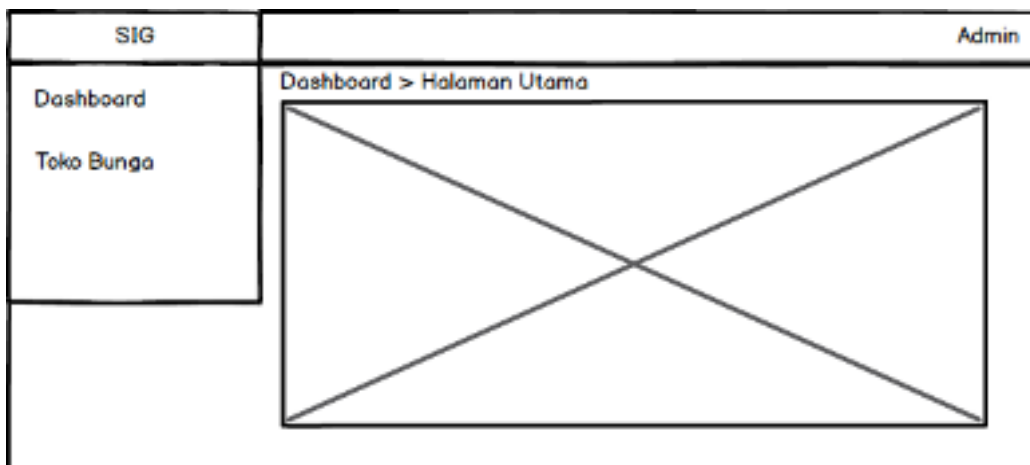 SIG
Admin
Dashboard
Toko Bunga
Dashboard > Halaman Utama